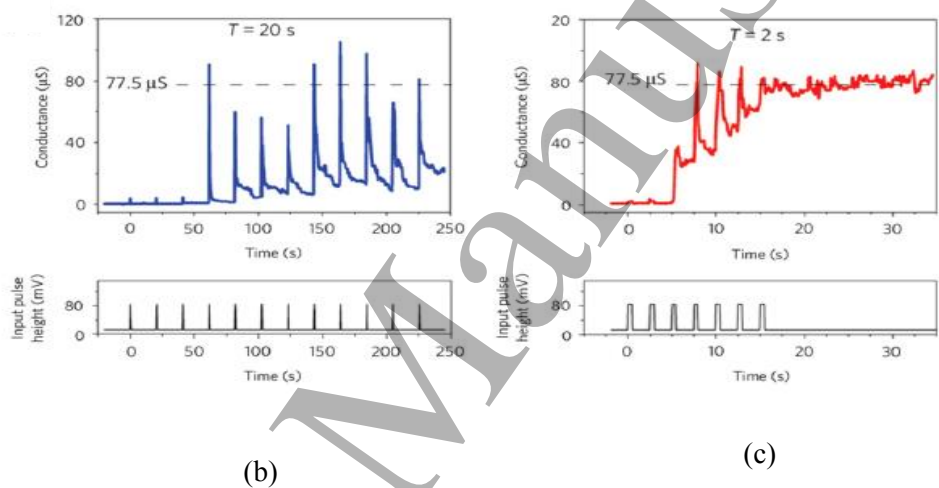 T = 20 s
120
80
40
0
77.5 µS
Conductance (µS)
0 50 100 150 200 250
Time (s)
Input pulse
height (mV)
80
0
0 50 100 150 200 250
Time (s)
(b)
T = 2 s
20
80
40
0
77.5 µS
Conductance (µS)
0 10 20 30
Time (s)
Input pulse
height (mV)
80
0
0 10 20 30
Time (s)
(c)
Manus